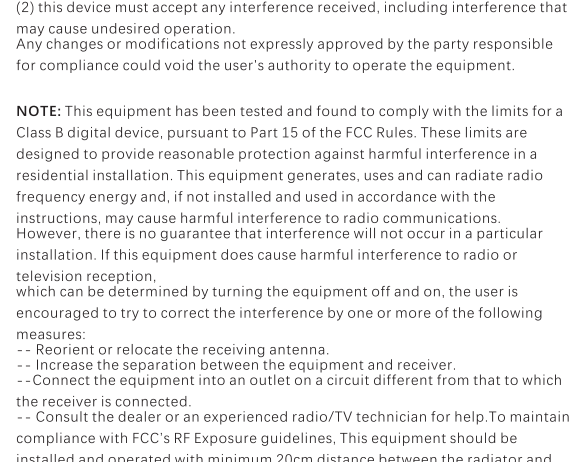 (2) this device must accept any interference received, including interference that
may cause undesired operation.
Any changes or modifications not expressly approved by the party responsible
for compliance could void the user's authority to operate the equipment.
NOTE: This equipment has been tested and found to comply with the limits for a
Class B digital device, pursuant to Part 15 of the FCC Rules. These limits are
designed to provide reasonable protection against harmful interference in a
residential installation. This equipment generates, uses and can radiate radio
frequency energy and, if not installed and used in accordance with the
instructions, may cause harmful interference to radio communications.
However, there is no guarantee that interference will not occur in a particular
installation. If this equipment does cause harmful interference to radio or
television reception,
which can be determined by turning the equipment off and on, the user is
encouraged to try to correct the interference by one or more of the following
measures:
-- Reorient or relocate the receiving antenna.
-- Increase the separation between the equipment and receiver.
--Connect the equipment into an outlet on a circuit different from that to which
the receiver is connected.
-- Consult the dealer or an experienced radio/TV technician for help.To maintain
compliance with FCC's RF Exposure guidelines, This equipment should be
installed and operated with minimum 20cm distance between the radiator and